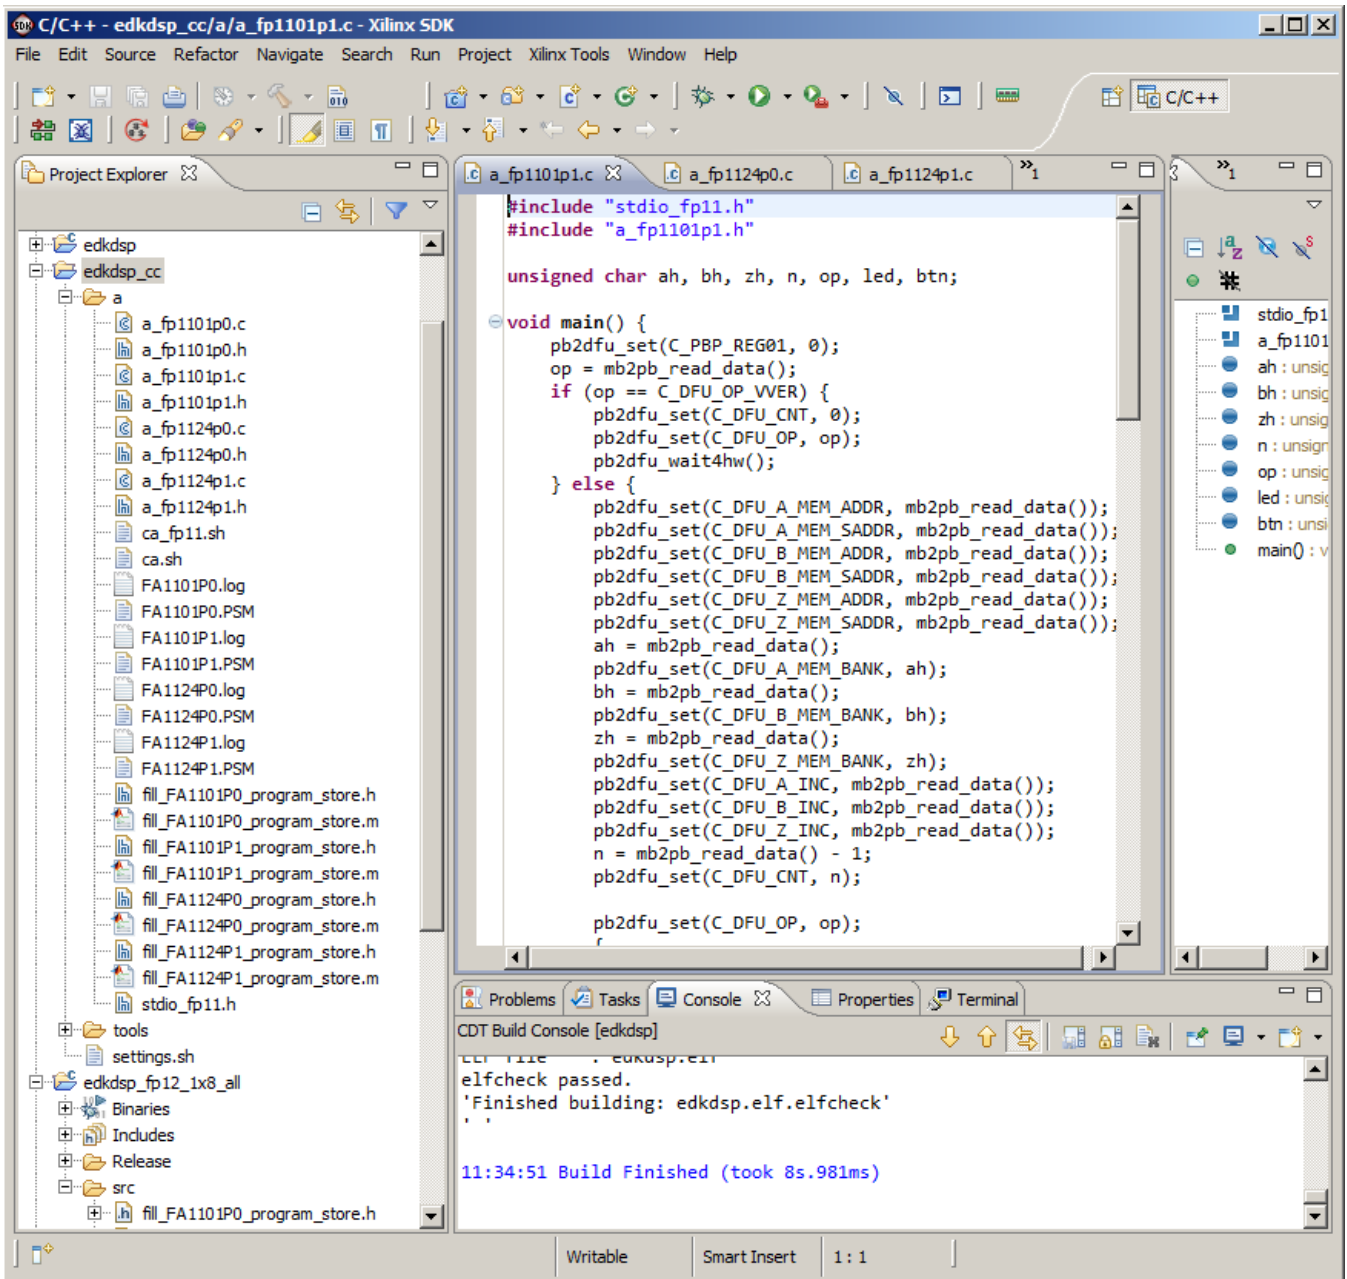 C/C++ - edkdsp_cc/a/a_fp1101p1.c - Xilinx SDK
File Edit Source Refactor Navigate Search Run Project Xilinx Tools Window Help
C/C++
Project Explorer
edkdsp
edkdsp_cc
a
a_fp1101p0.c
a_fp1101p0.h
a_fp1101p1.c
a_fp1101p1.h
a_fp1124p0.c
a_fp1124p0.h
a_fp1124p1.c
a_fp1124p1.h
ca_fp11.sh
ca.sh
FA1101P0.log
FA1101P0.PSM
FA1101P1.log
FA1101P1.PSM
FA1124P0.log
FA1124P0.PSM
FA1124P1.log
FA1124P1.PSM
fill_FA1101P0_program_store.h
fill_FA1101P0_program_store.m
fill_FA1101P1_program_store.h
fill_FA1101P1_program_store.m
fill_FA1124P0_program_store.h
fill_FA1124P0_program_store.m
fill_FA1124P1_program_store.h
fill_FA1124P1_program_store.m
stdio_fp11.h
tools
settings.sh
edkdsp_fp12_1x8_all
Binaries
Includes
Release
src
fill_FA1101P0_program_store.h
a_fp1101p1.c a_fp1124p0.c a_fp1124p1.c »1
#include "stdio_fp11.h"
#include "a_fp1101p1.h"
unsigned char ah, bh, zh, n, op, led, btn;
void main() {
pb2dfu_set(C_PBP_REG01, 0);
op = mb2pb_read_data();
if (op == C_DFU_OP_VVER) {
pb2dfu_set(C_DFU_CNT, 0);
pb2dfu_set(C_DFU_OP, op);
pb2dfu_wait4hw();
} else {
pb2dfu_set(C_DFU_A_MEM_ADDR, mb2pb_read_data());
pb2dfu_set(C_DFU_A_MEM_SADDR, mb2pb_read_data());
pb2dfu_set(C_DFU_B_MEM_ADDR, mb2pb_read_data());
pb2dfu_set(C_DFU_B_MEM_SADDR, mb2pb_read_data());
pb2dfu_set(C_DFU_Z_MEM_ADDR, mb2pb_read_data());
pb2dfu_set(C_DFU_Z_MEM_SADDR, mb2pb_read_data());
ah = mb2pb_read_data();
pb2dfu_set(C_DFU_A_MEM_BANK, ah);
bh = mb2pb_read_data();
pb2dfu_set(C_DFU_B_MEM_BANK, bh);
zh = mb2pb_read_data();
pb2dfu_set(C_DFU_Z_MEM_BANK, zh);
pb2dfu_set(C_DFU_A_INC, mb2pb_read_data());
pb2dfu_set(C_DFU_B_INC, mb2pb_read_data());
pb2dfu_set(C_DFU_Z_INC, mb2pb_read_data());
n = mb2pb_read_data() - 1;
pb2dfu_set(C_DFU_CNT, n);
pb2dfu_set(C_DFU_OP, op);
»1
stdio_fp1
a_fp1101
ah : unsig
bh : unsig
zh : unsig
n : unsigr
op : unsig
led : unsig
btn : unsi
main() : v
Problems Tasks Console Properties Terminal
CDT Build Console [edkdsp]
ELF file : edkdsp.elf
elfcheck passed.
'Finished building: edkdsp.elf.elfcheck'
' '
11:34:51 Build Finished (took 8s.981ms)
Writable Smart Insert 1 : 1